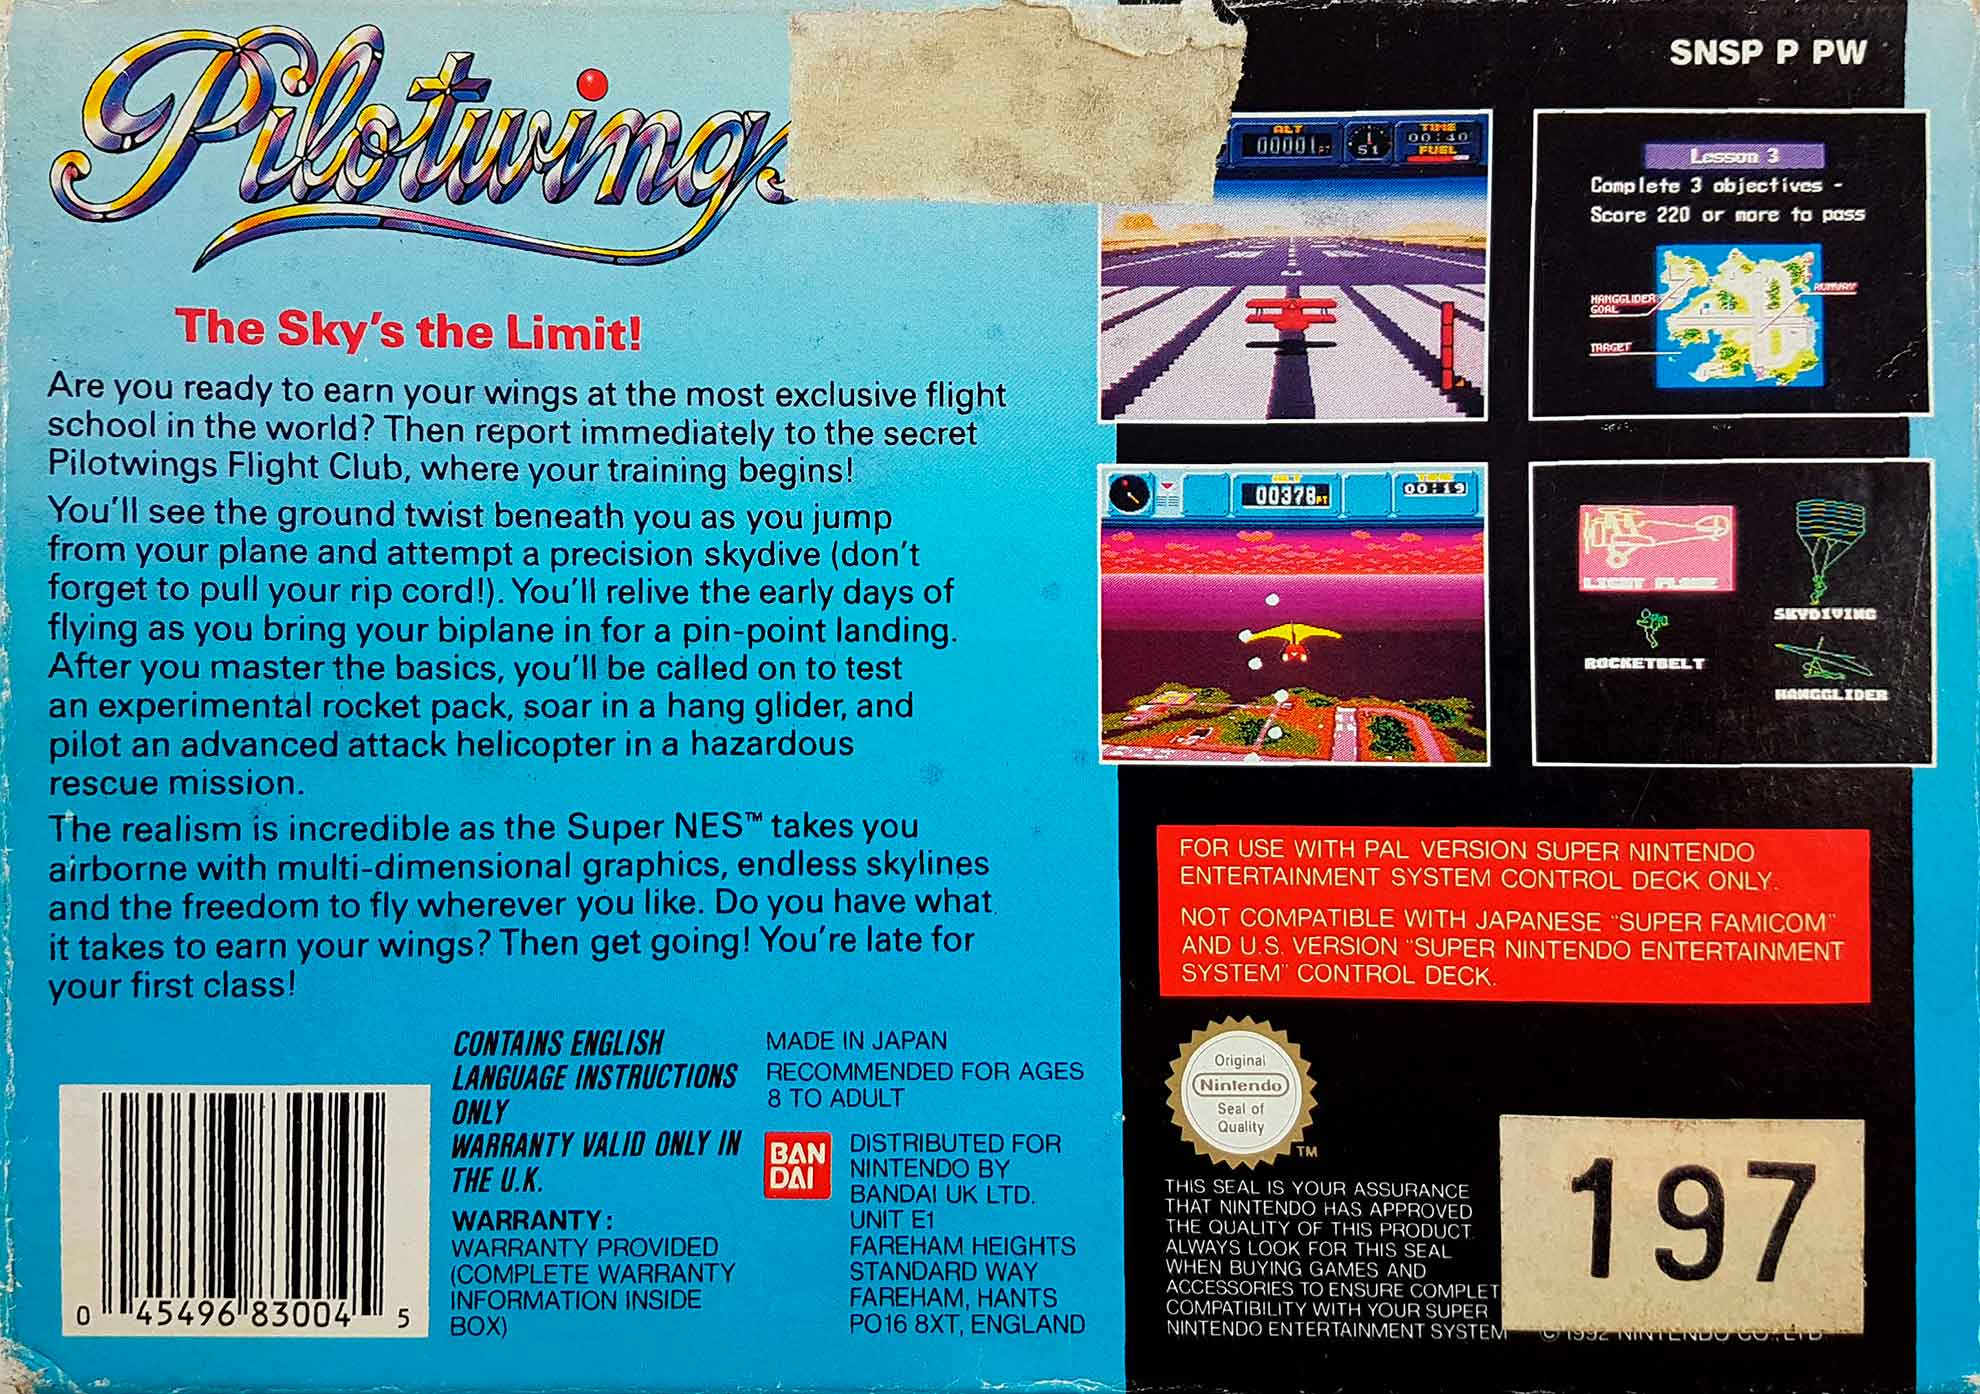 Pilotwings
The Sky's the Limit!
Are you ready to earn your wings at the most exclusive flight
school in the world? Then report immediately to the secret
Pilotwings Flight Club, where your training begins!
You'll see the ground twist beneath you as you jump
from your plane and attempt a precision skydive (don't
forget to pull your rip cord!). You'll relive the early days of
flying as you bring your biplane in for a pin-point landing.
After you master the basics, you'll be called on to test
an experimental rocket pack, soar in a hang glider, and
pilot an advanced attack helicopter in a hazardous
rescue mission.
The realism is incredible as the Super NES™ takes you
airborne with multi-dimensional graphics, endless skylines
and the freedom to fly wherever you like. Do you have what
it takes to earn your wings? Then get going! You're late for
your first class!
0 45496 83004 5
CONTAINS ENGLISH
LANGUAGE INSTRUCTIONS
ONLY
WARRANTY VALID ONLY IN
THE U.K.
WARRANTY:
WARRANTY PROVIDED
(COMPLETE WARRANTY
INFORMATION INSIDE
BOX)
MADE IN JAPAN
RECOMMENDED FOR AGES
8 TO ADULT
BAN
DAI
DISTRIBUTED FOR
NINTENDO BY
BANDAI UK LTD.
UNIT E1
FAREHAM HEIGHTS
STANDARD WAY
FAREHAM, HANTS
PO16 8XT, ENGLAND
SNSP P PW
ALT
00001 FT
51
TIME
00:40
FUEL
Lesson 3
Complete 3 objectives -
Score 220 or more to pass
HANGGLIDER
GOAL
RUNWAY
TARGET
ALT
00378 FT
TIME
00:19
LIGHT PLANE
SKYDIVING
ROCKETBELT
HANGGLIDER
FOR USE WITH PAL VERSION SUPER NINTENDO
ENTERTAINMENT SYSTEM CONTROL DECK ONLY.
NOT COMPATIBLE WITH JAPANESE "SUPER FAMICOM"
AND U.S. VERSION "SUPER NINTENDO ENTERTAINMENT
SYSTEM" CONTROL DECK.
Original
Nintendo
Seal of
Quality
TM
THIS SEAL IS YOUR ASSURANCE
THAT NINTENDO HAS APPROVED
THE QUALITY OF THIS PRODUCT.
ALWAYS LOOK FOR THIS SEAL
WHEN BUYING GAMES AND
ACCESSORIES TO ENSURE COMPLET
COMPATIBILITY WITH YOUR SUPER
NINTENDO ENTERTAINMENT SYSTEM
197
© 1992 NINTENDO CO., LTD